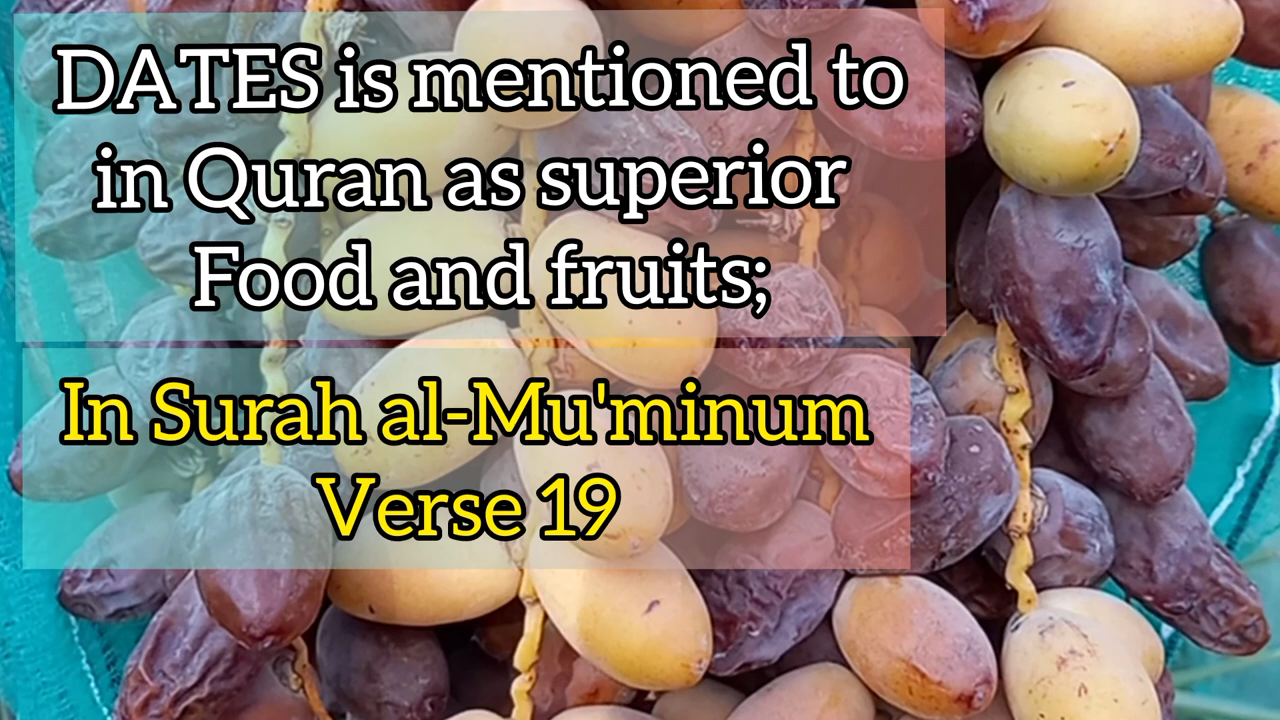 DATES is mentioned to
in Quran as superior
Food and fruits;
In Surah al-Mu'minum
Verse 19